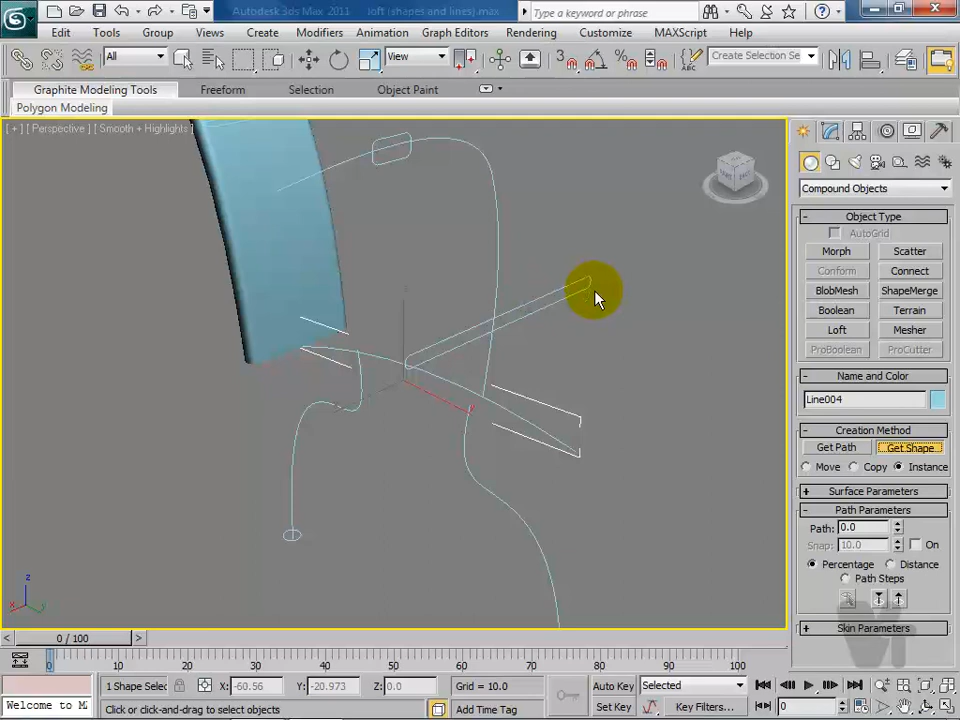 Autodesk 3ds Max 2011 loft (shapes and lines).max
Type a keyword or phrase
Edit Tools Group Views Create Modifiers Animation Graph Editors Rendering Customize MAXScript Help
All View 3 Create Selection Se
Graphite Modeling Tools Freeform Selection Object Paint
Polygon Modeling
[ + ] [ Perspective ] [ Smooth + Highlights ]
Compound Objects
- Object Type
AutoGrid
Morph Scatter
Conform Connect
BlobMesh ShapeMerge
Boolean Terrain
Loft Mesher
ProBoolean ProCutter
- Name and Color
Line004
- Creation Method
Get Path Get Shape
Move Copy Instance
+ Surface Parameters
- Path Parameters
Path: 0.0
Snap: 10.0 On
Percentage Distance
Path Steps
+ Skin Parameters
z
x y
< 0 / 100 >
0 10 20 30 40 50 60 70 80 90 100
1 Shape Selec X: -60.56 Y: -20.973 Z: 0.0 Grid = 10.0 Auto Key Selected
Welcome to M Click or click-and-drag to select objects Add Time Tag Set Key Key Filters... 0